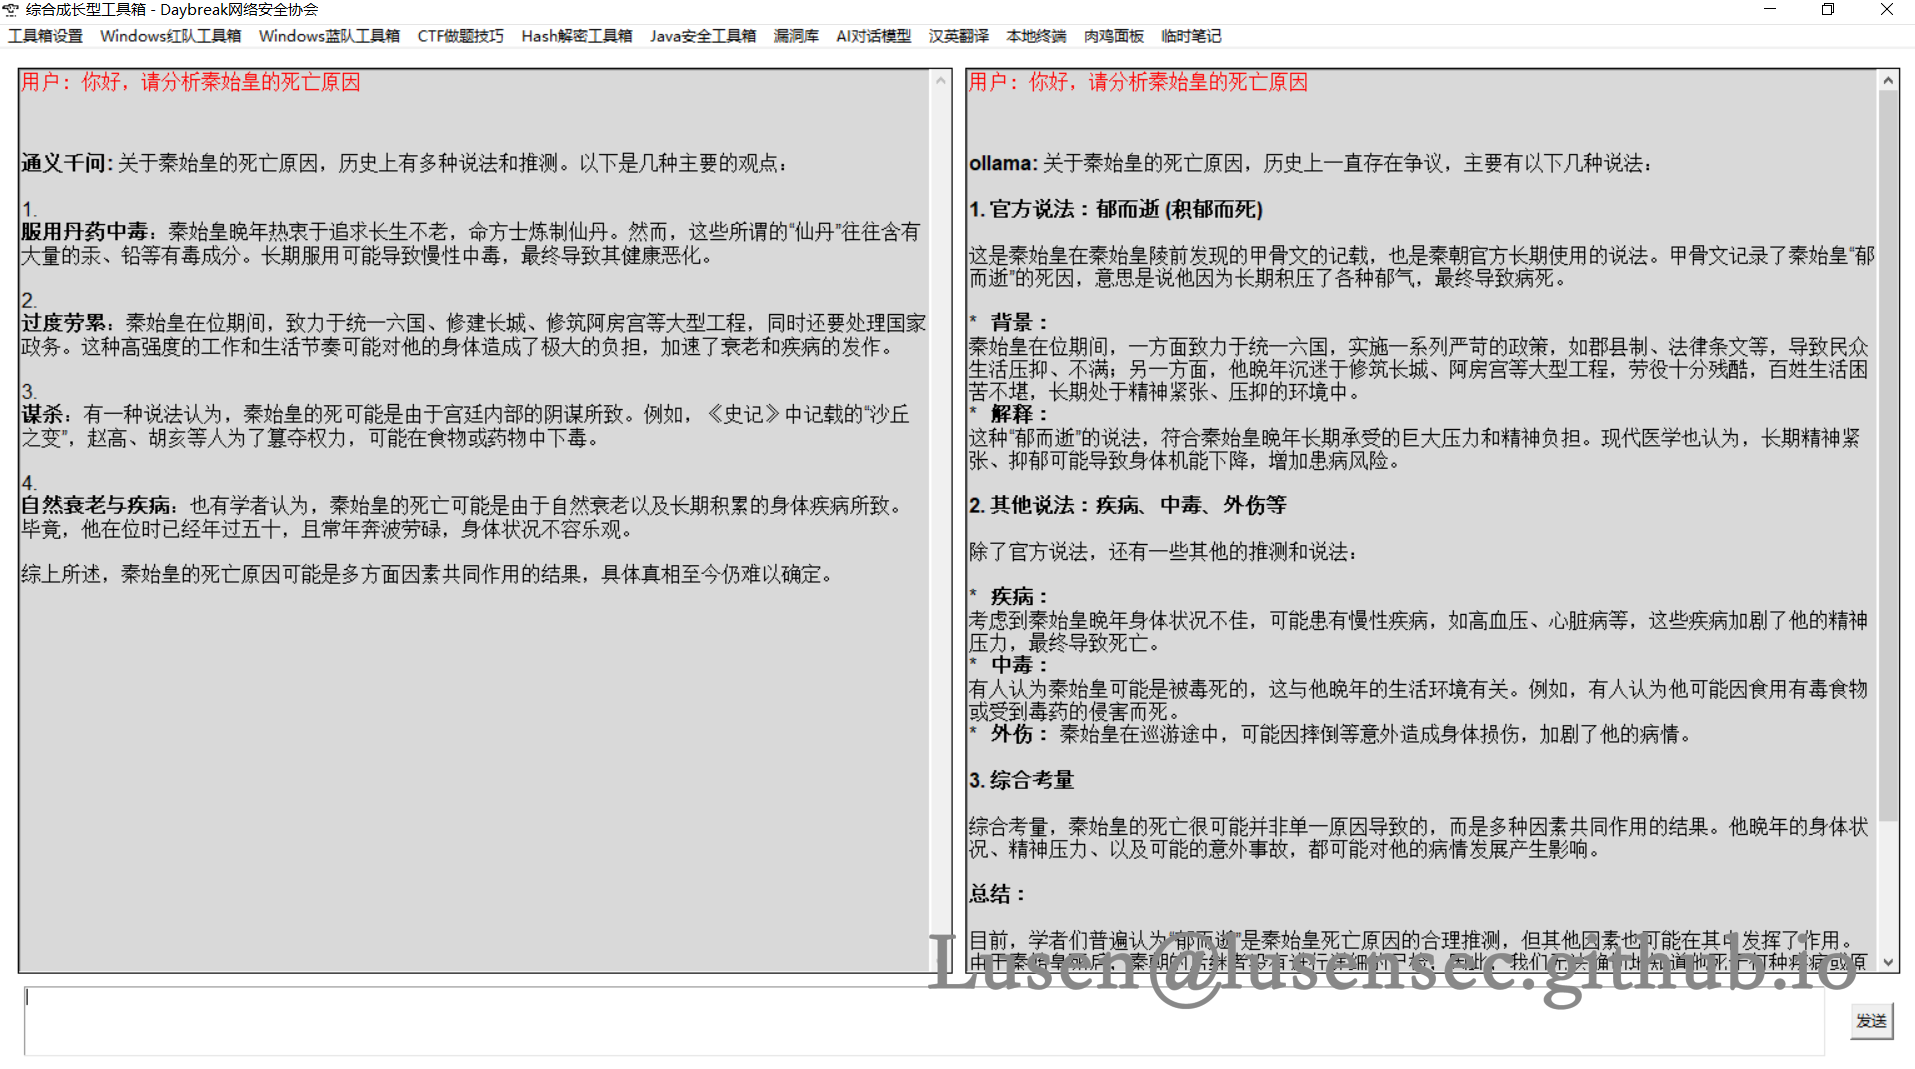 综合成长型工具箱 - Daybreak网络安全协会
工具箱设置 Windows红队工具箱 Windows蓝队工具箱 CTF做题技巧 Hash解密工具箱 Java安全工具箱 漏洞库 AI对话模型 汉英翻译 本地终端 肉鸡面板 临时笔记
用户：你好，请分析秦始皇的死亡原因
通义千问: 关于秦始皇的死亡原因，历史上有多种说法和推测。以下是几种主要的观点：
1.
服用丹药中毒：秦始皇晚年热衷于追求长生不老，命方士炼制仙丹。然而，这些所谓的“仙丹”往往含有
大量的汞、铅等有毒成分。长期服用可能导致慢性中毒，最终导致其健康恶化。
2.
过度劳累：秦始皇在位期间，致力于统一六国、修建长城、修筑阿房宫等大型工程，同时还要处理国家
政务。这种高强度的工作和生活节奏可能对他的身体造成了极大的负担，加速了衰老和疾病的发作。
3.
谋杀：有一种说法认为，秦始皇的死可能是由于宫廷内部的阴谋所致。例如，《史记》中记载的“沙丘
之变”，赵高、胡亥等人为了篡夺权力，可能在食物或药物中下毒。
4.
自然衰老与疾病：也有学者认为，秦始皇的死亡可能是由于自然衰老以及长期积累的身体疾病所致。
毕竟，他在位时已经年过五十，且常年奔波劳碌，身体状况不容乐观。
综上所述，秦始皇的死亡原因可能是多方面因素共同作用的结果，具体真相至今仍难以确定。
用户：你好，请分析秦始皇的死亡原因
ollama: 关于秦始皇的死亡原因，历史上一直存在争议，主要有以下几种说法：
1. 官方说法：郁而逝 (积郁而死)
这是秦始皇在秦始皇陵前发现的甲骨文的记载，也是秦朝官方长期使用的说法。甲骨文记录了秦始皇“郁
而逝”的死因，意思是说他因为长期积压了各种郁气，最终导致病死。
* 背景：
秦始皇在位期间，一方面致力于统一六国，实施一系列严苛的政策，如郡县制、法律条文等，导致民众
生活压抑、不满；另一方面，他晚年沉迷于修筑长城、阿房宫等大型工程，劳役十分残酷，百姓生活困
苦不堪，长期处于精神紧张、压抑的环境中。
* 解释：
这种“郁而逝”的说法，符合秦始皇晚年长期承受的巨大压力和精神负担。现代医学也认为，长期精神紧
张、抑郁可能导致身体机能下降，增加患病风险。
2. 其他说法：疾病、中毒、外伤等
除了官方说法，还有一些其他的推测和说法：
* 疾病：
考虑到秦始皇晚年身体状况不佳，可能患有慢性疾病，如高血压、心脏病等，这些疾病加剧了他的精神
压力，最终导致死亡。
* 中毒：
有人认为秦始皇可能是被毒死的，这与他晚年的生活环境有关。例如，有人认为他可能因食用有毒食物
或受到毒药的侵害而死。
* 外伤： 秦始皇在巡游途中，可能因摔倒等意外造成身体损伤，加剧了他的病情。
3. 综合考量
综合考量，秦始皇的死亡很可能并非单一原因导致的，而是多种因素共同作用的结果。他晚年的身体状
况、精神压力、以及可能的意外事故，都可能对他的病情发展产生影响。
总结：
目前，学者们普遍认为“郁而逝”是秦始皇死亡原因的合理推测，但其他因素也可能在其中发挥了作用。
Lusen@lusensec.github.io
发送